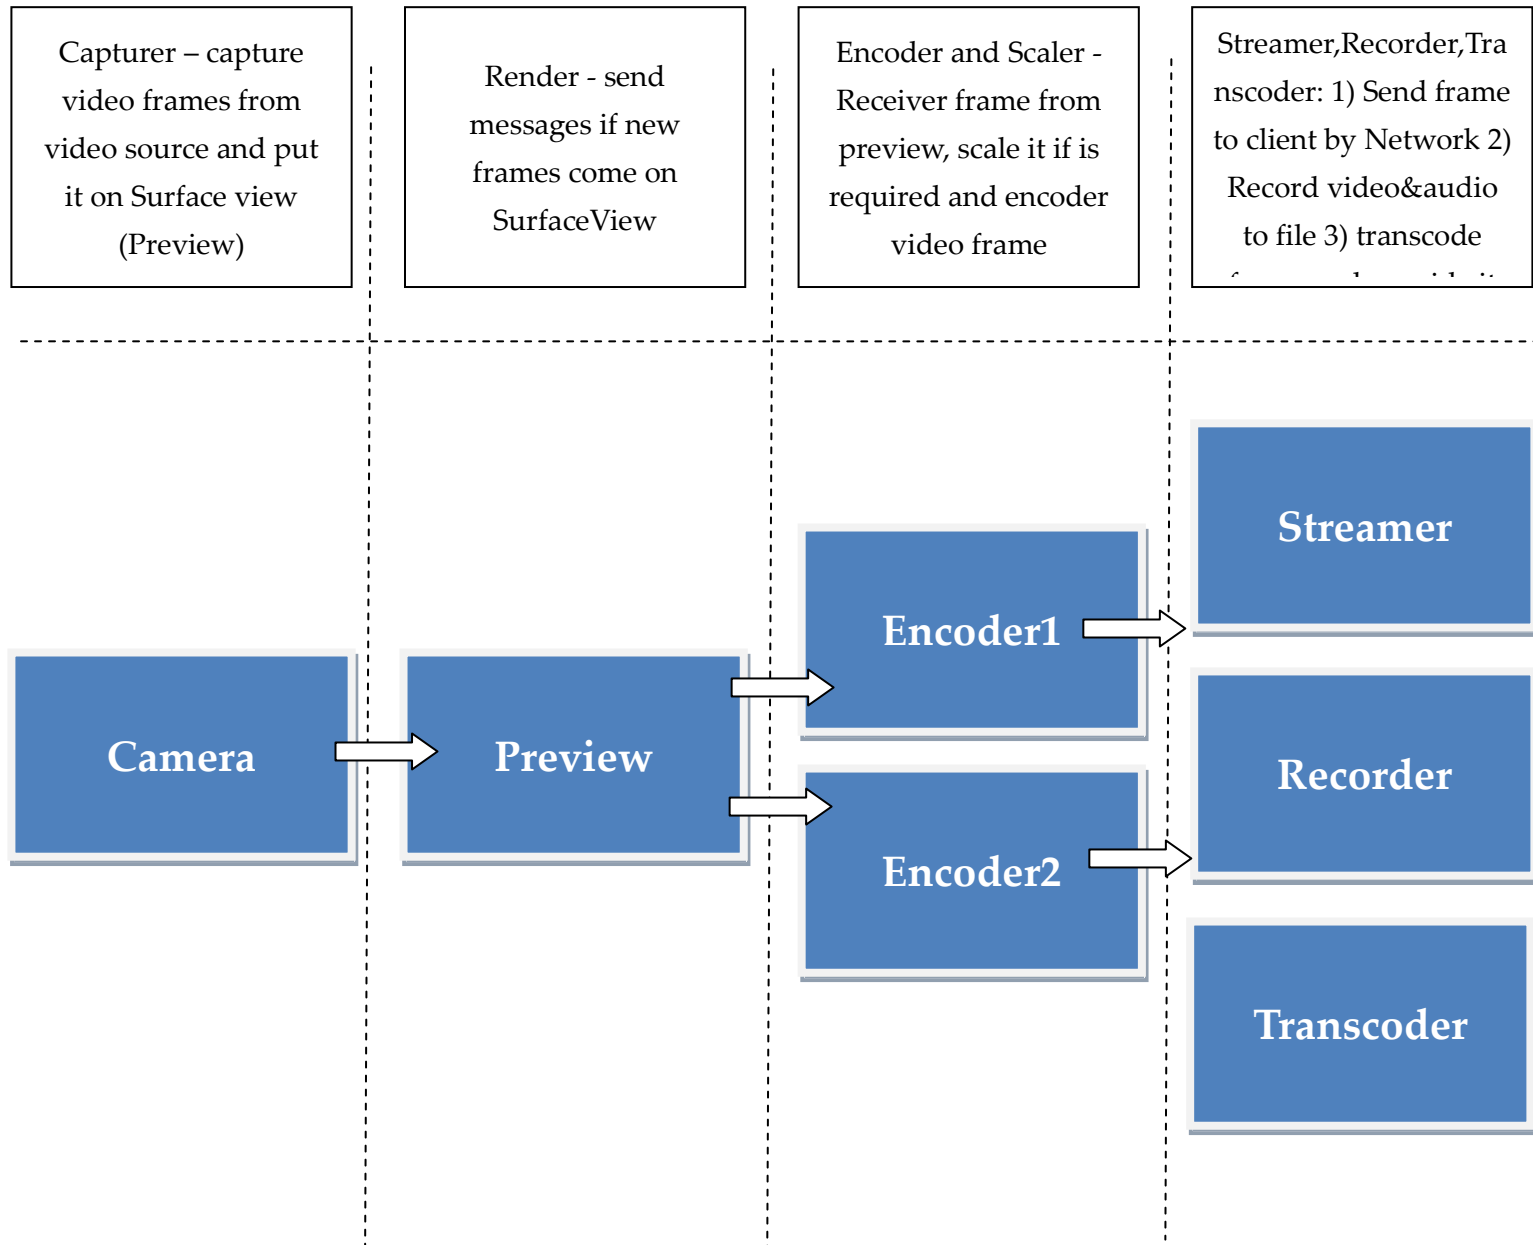 Capturer – capture
video frames from
video source and put
it on Surface view
(Preview)
Render - send
messages if new
frames come on
SurfaceView
Encoder and Scaler -
Receiver frame from
preview, scale it if is
required and encoder
video frame
Streamer,Recorder,Tra
nscoder: 1) Send frame
to client by Network 2)
Record video&audio
to file 3) transcode
Camera
Preview
Encoder1
Encoder2
Streamer
Recorder
Transcoder